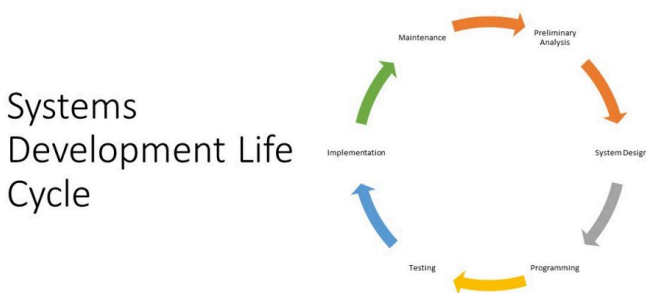 Systems
Development Life
Cycle
Maintenance
Preliminary
Analysis
System Design
Programming
Testing
Implementation